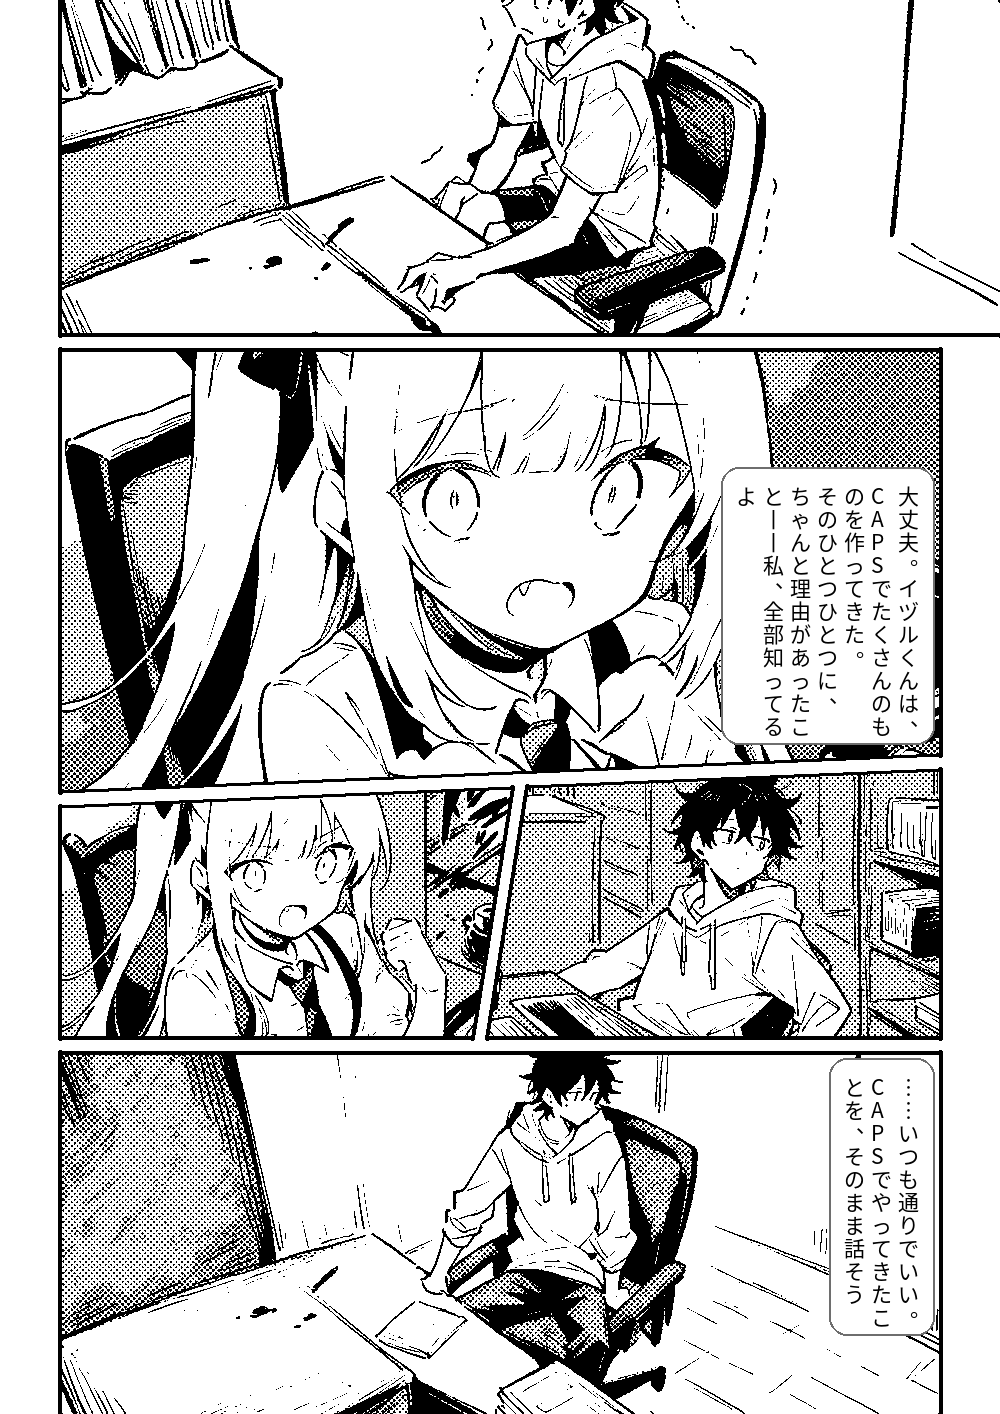 大丈夫。イヅルくんは、
CAPSでたくさんのも
のを作ってきた。
そのひとつひとつに、
ちゃんと理由があったこ
とーー私、全部知ってる
よ
……いつも通りでいい。
CAPSでやってきたこ
とを、そのまま話そう